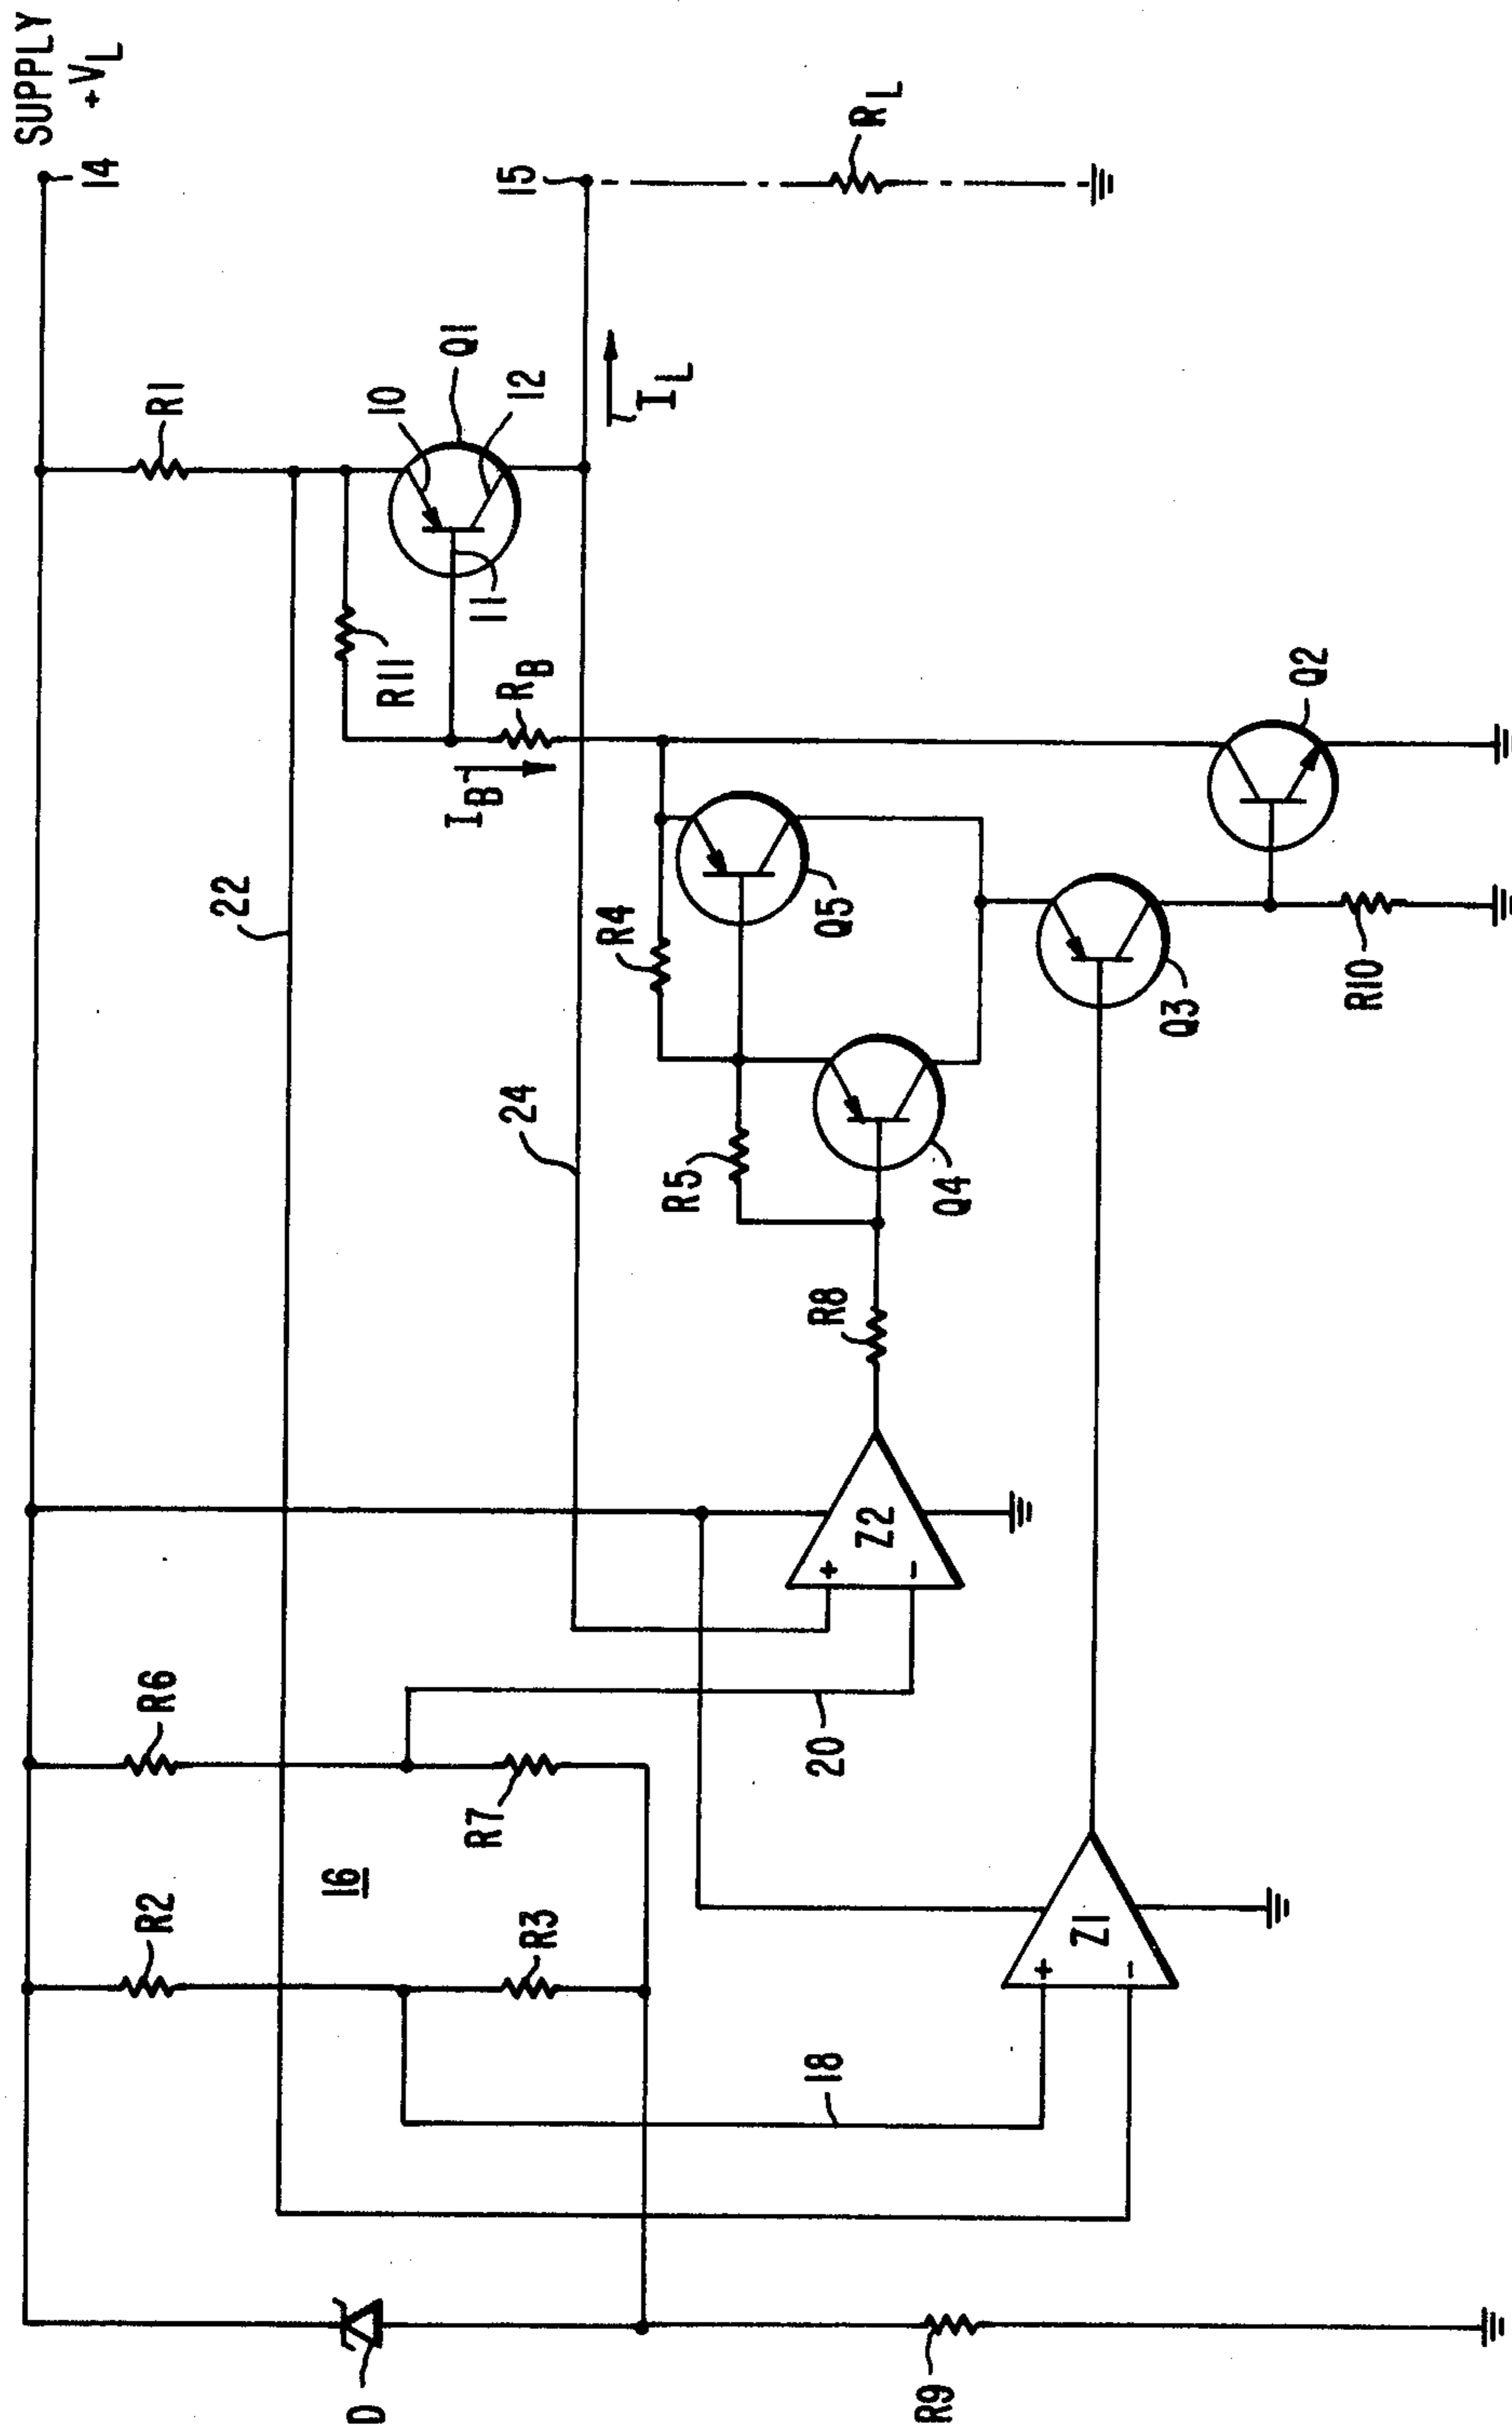 SUPPLY
+VL
14
R1
10
Q1
12
11
R11
RB
IB
IL
15
RL
22
24
R4
Q5
R5
Q4
Q3
Q2
R10
R8
+
Z2
-
R6
R7
20
16
R2
R3
18
+
Z1
-
D
R9